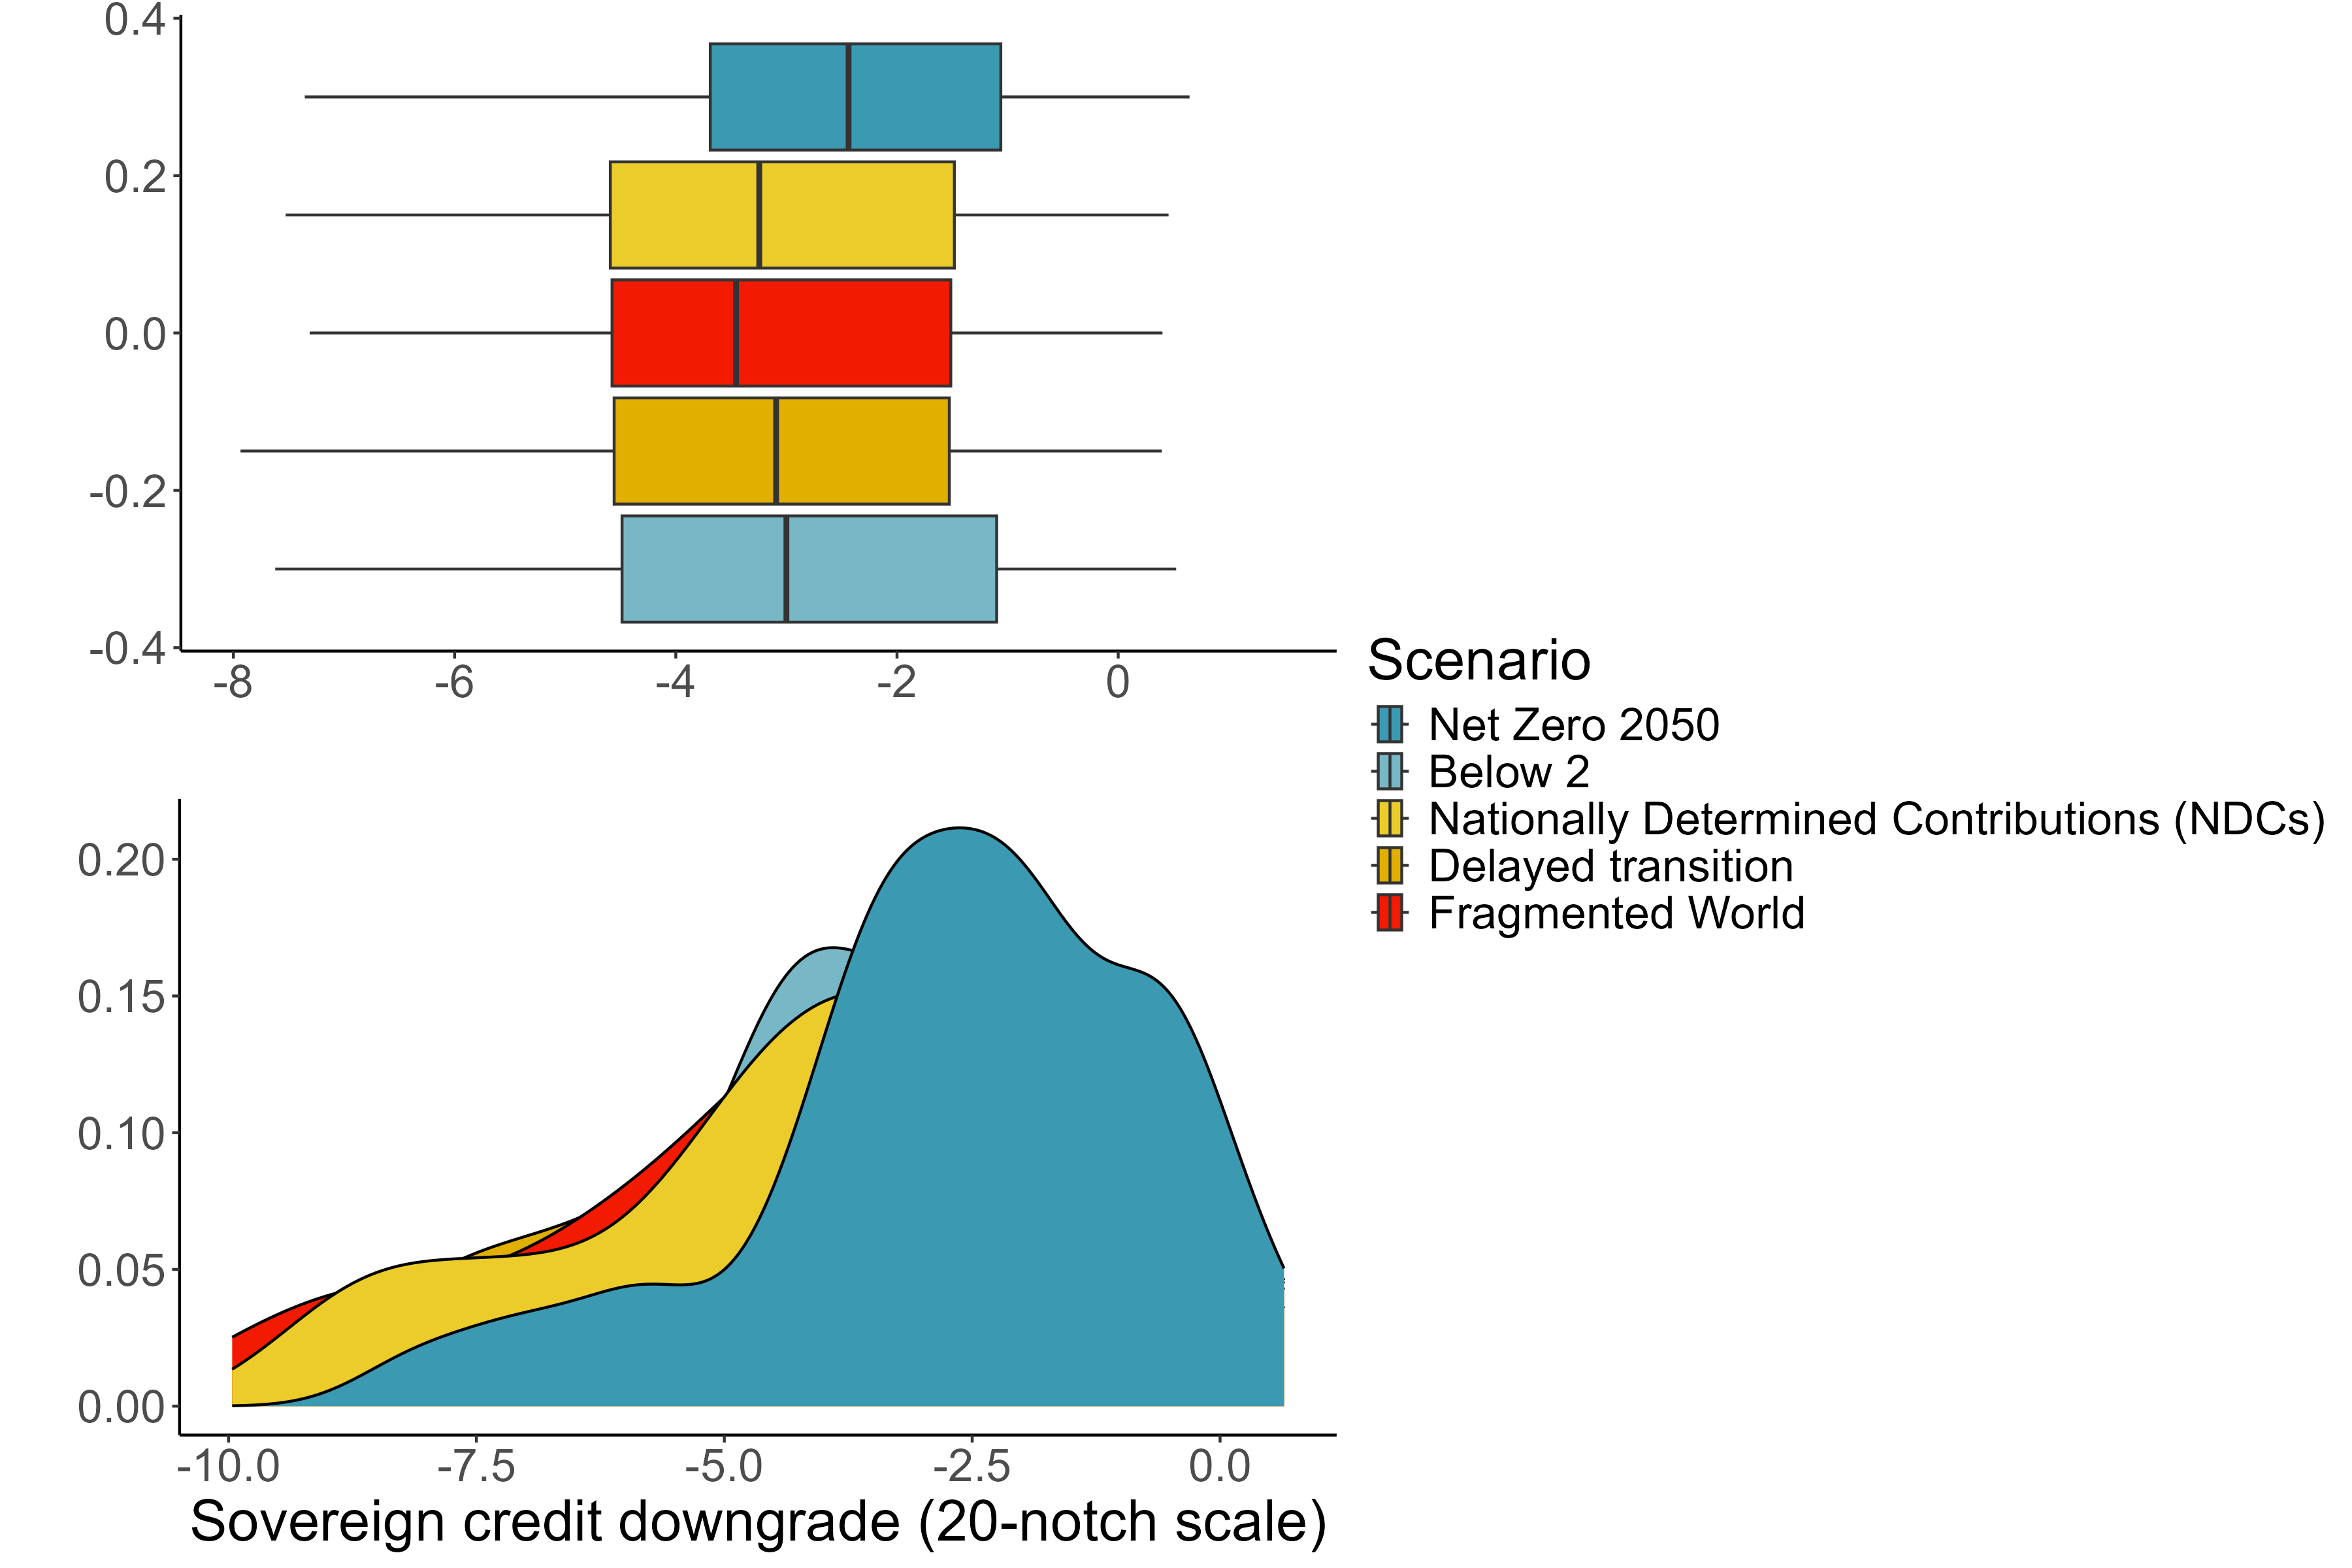 0.4
0.2
0.0
-0.2
-0.4
-8 -6 -4 -2 0
Scenario
Net Zero 2050
Below 2
Nationally Determined Contributions (NDCs)
Delayed transition
Fragmented World
0.20
0.15
0.10
0.05
0.00
-10.0 -7.5 -5.0 -2.5 0.0
Sovereign credit downgrade (20-notch scale)